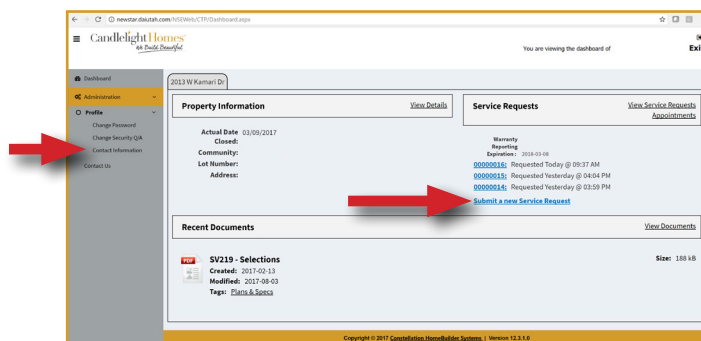 newstar.daiutah.com/NSEWeb/CTP/Dashboard.aspx
Candlelight Homes
We Build Beautiful
You are viewing the dashboard of
Exi
Dashboard
Administration
Profile
Change Password
Change Security Q/A
Contact Information
Contact Us
2013 W Kamari Dr
Property Information
View Details
Actual Date Closed: 03/09/2017
Community:
Lot Number:
Address:
Service Requests
View Service Requests
Appointments
Warranty
Reporting
Expiration: 2018-03-08
00000016: Requested Today @ 09:37 AM
00000015: Requested Yesterday @ 04:04 PM
00000014: Requested Yesterday @ 03:59 PM
Submit a new Service Request
Recent Documents
View Documents
PDF
SV219 - Selections
Size: 188 kB
Created: 2017-02-13
Modified: 2017-08-03
Tags: Plans & Specs
Copyright © 2017 Constellation HomeBuilder Systems | Version 12.3.1.0